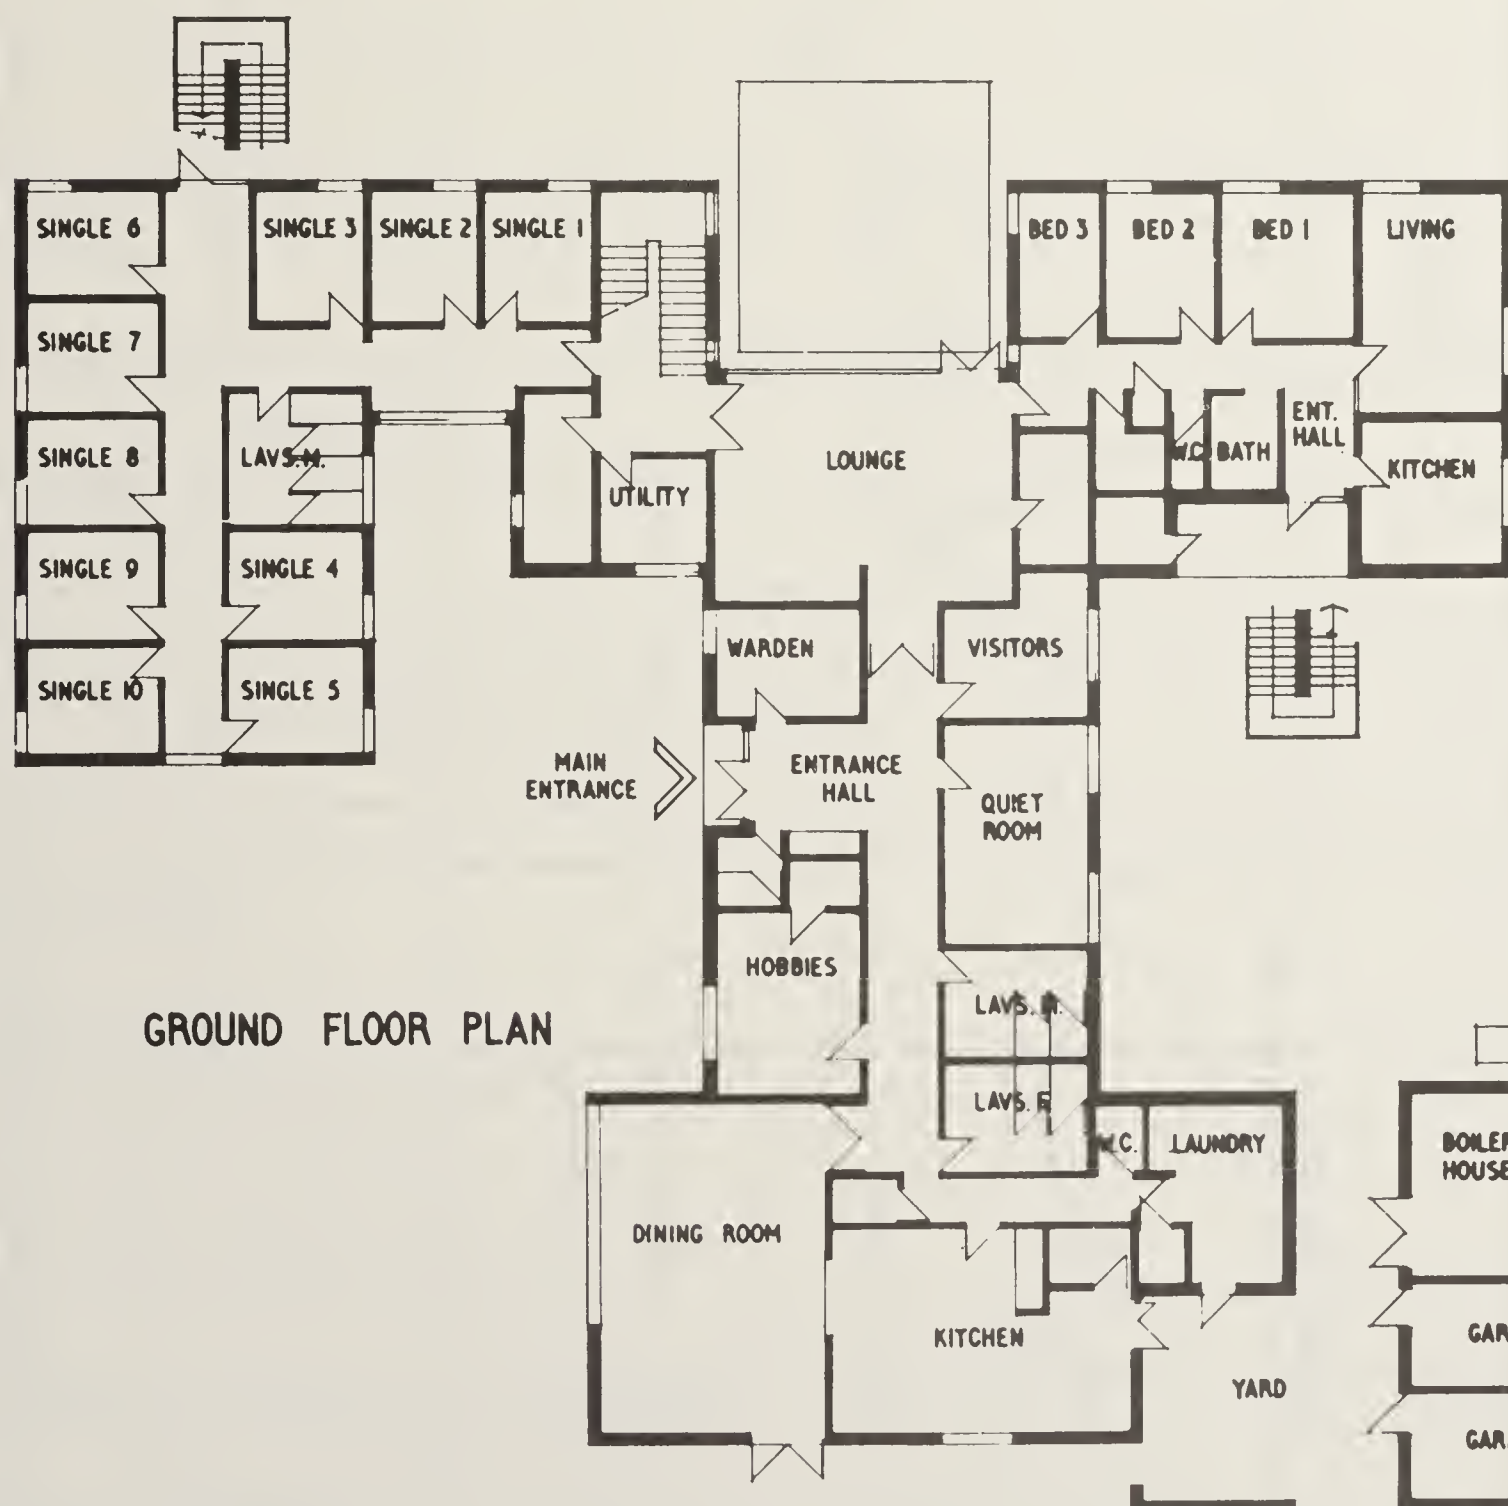 SINGLE 6
SINGLE 3
SINGLE 2
SINGLE 1
BED 3
BED 2
BED 1
LIVING
SINGLE 7
SINGLE 8
LAVS.M.
UTILITY
LOUNGE
W.C.
BATH
ENT.
HALL
KITCHEN
SINGLE 9
SINGLE 4
SINGLE 10
SINGLE 5
WARDEN
VISITORS
MAIN
ENTRANCE
ENTRANCE
HALL
QUIET
ROOM
HOBBIES
LAVS. M.
GROUND FLOOR PLAN
LAVS. F.
W.C.
LAUNDRY
BOILER
HOUSE
DINING ROOM
KITCHEN
YARD
GAR
GAR